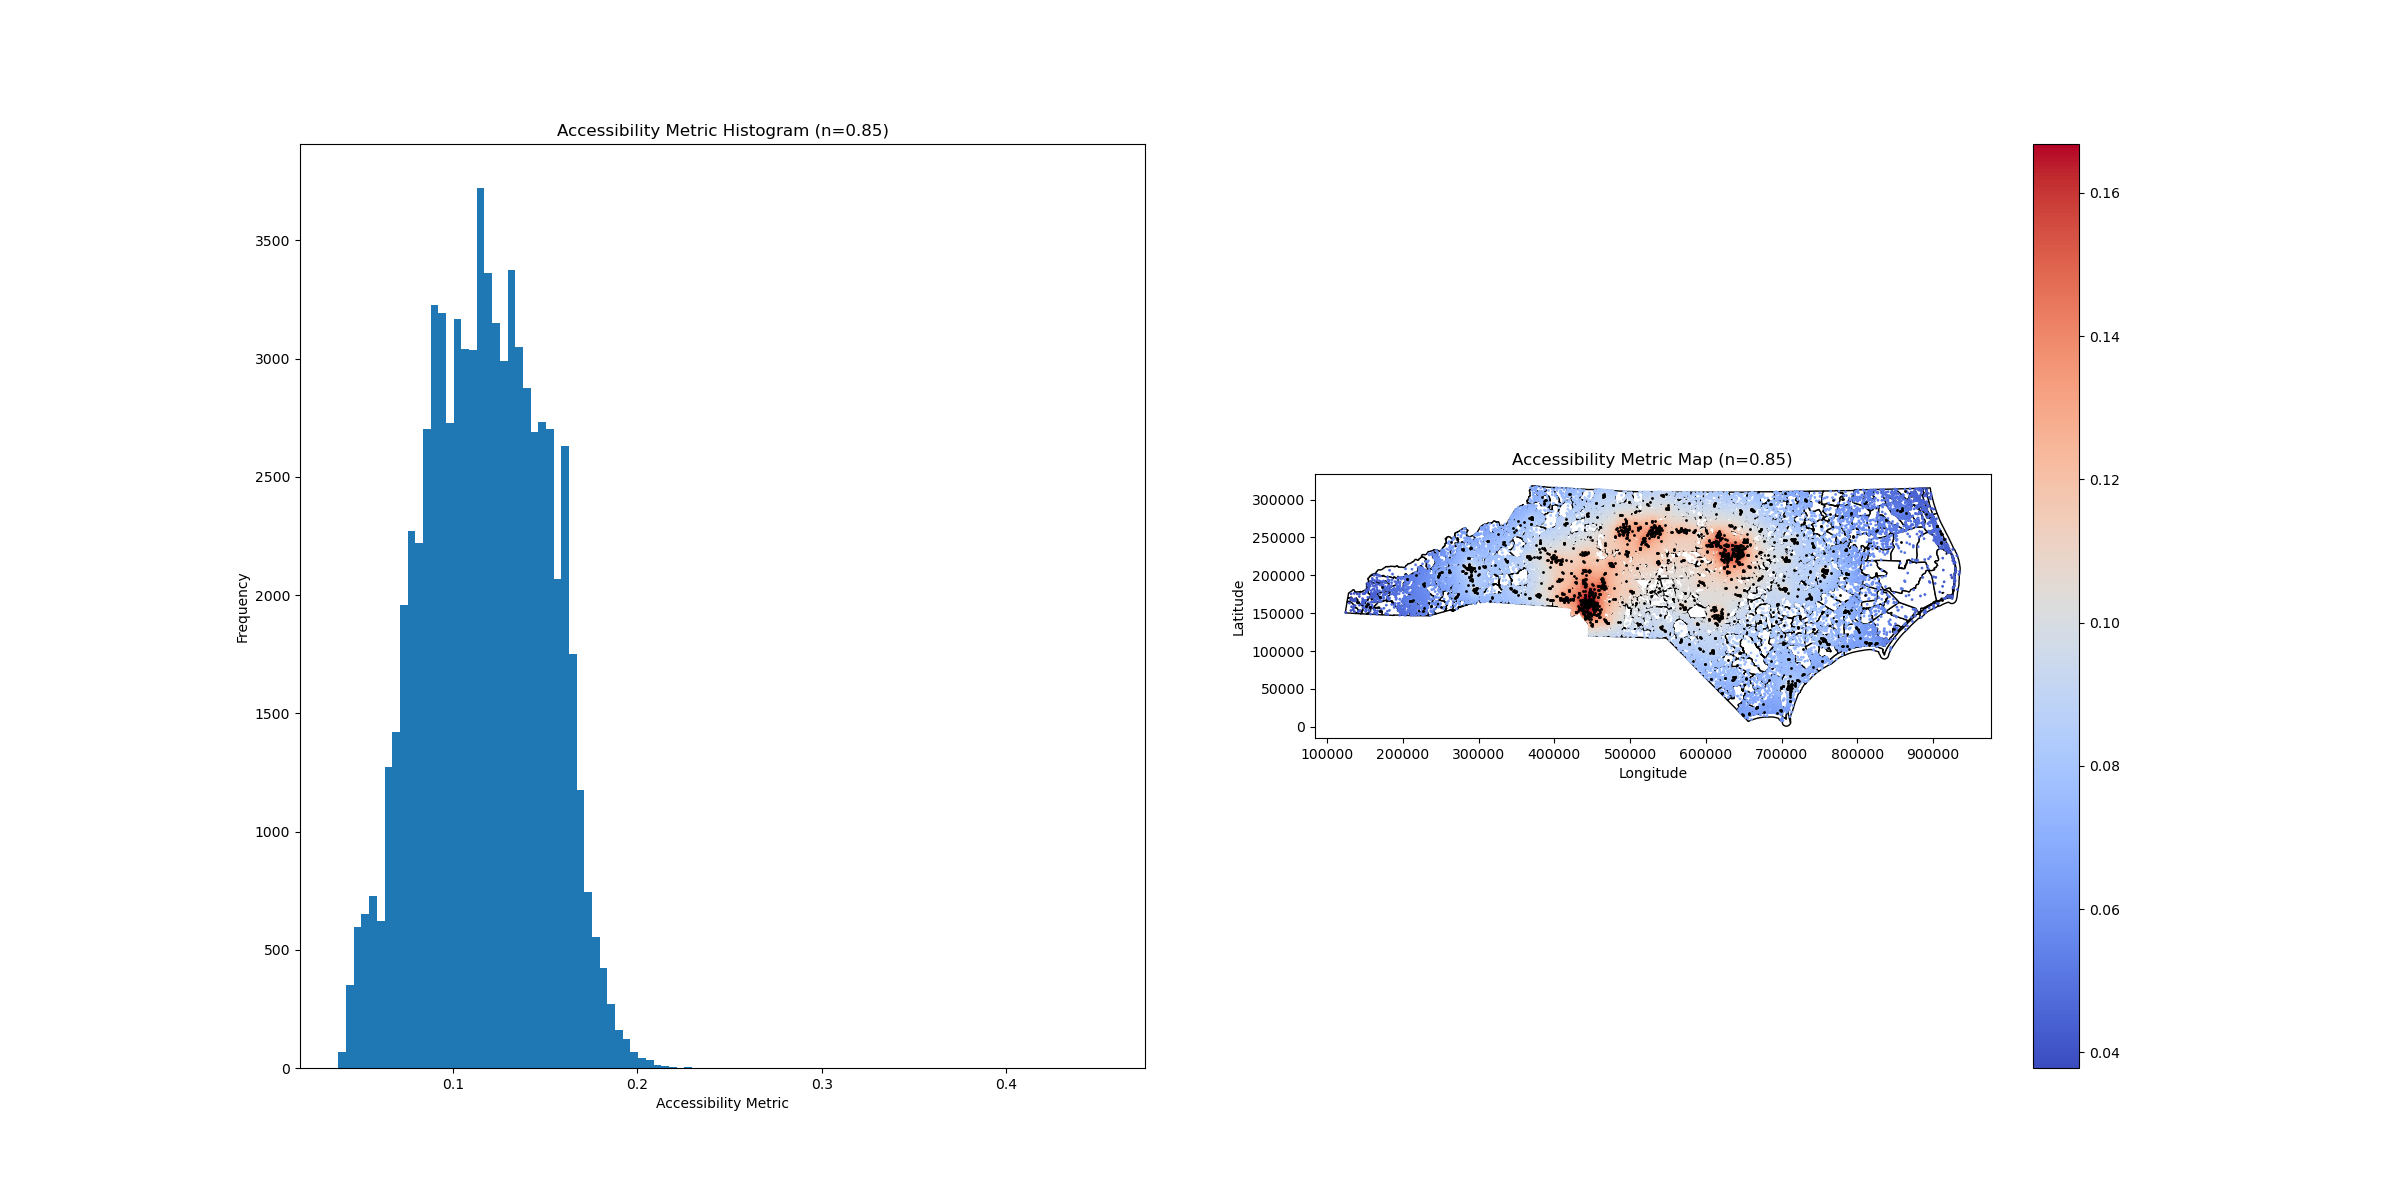 Accessibility Metric Histogram (n=0.85)
3500
3000
2500
2000
1500
1000
500
0
Frequency
0.1 0.2 0.3 0.4
Accessibility Metric
Accessibility Metric Map (n=0.85)
300000
250000
200000
150000
100000
50000
0
Latitude
100000 200000 300000 400000 500000 600000 700000 800000 900000
Longitude
0.16
0.14
0.12
0.10
0.08
0.06
0.04